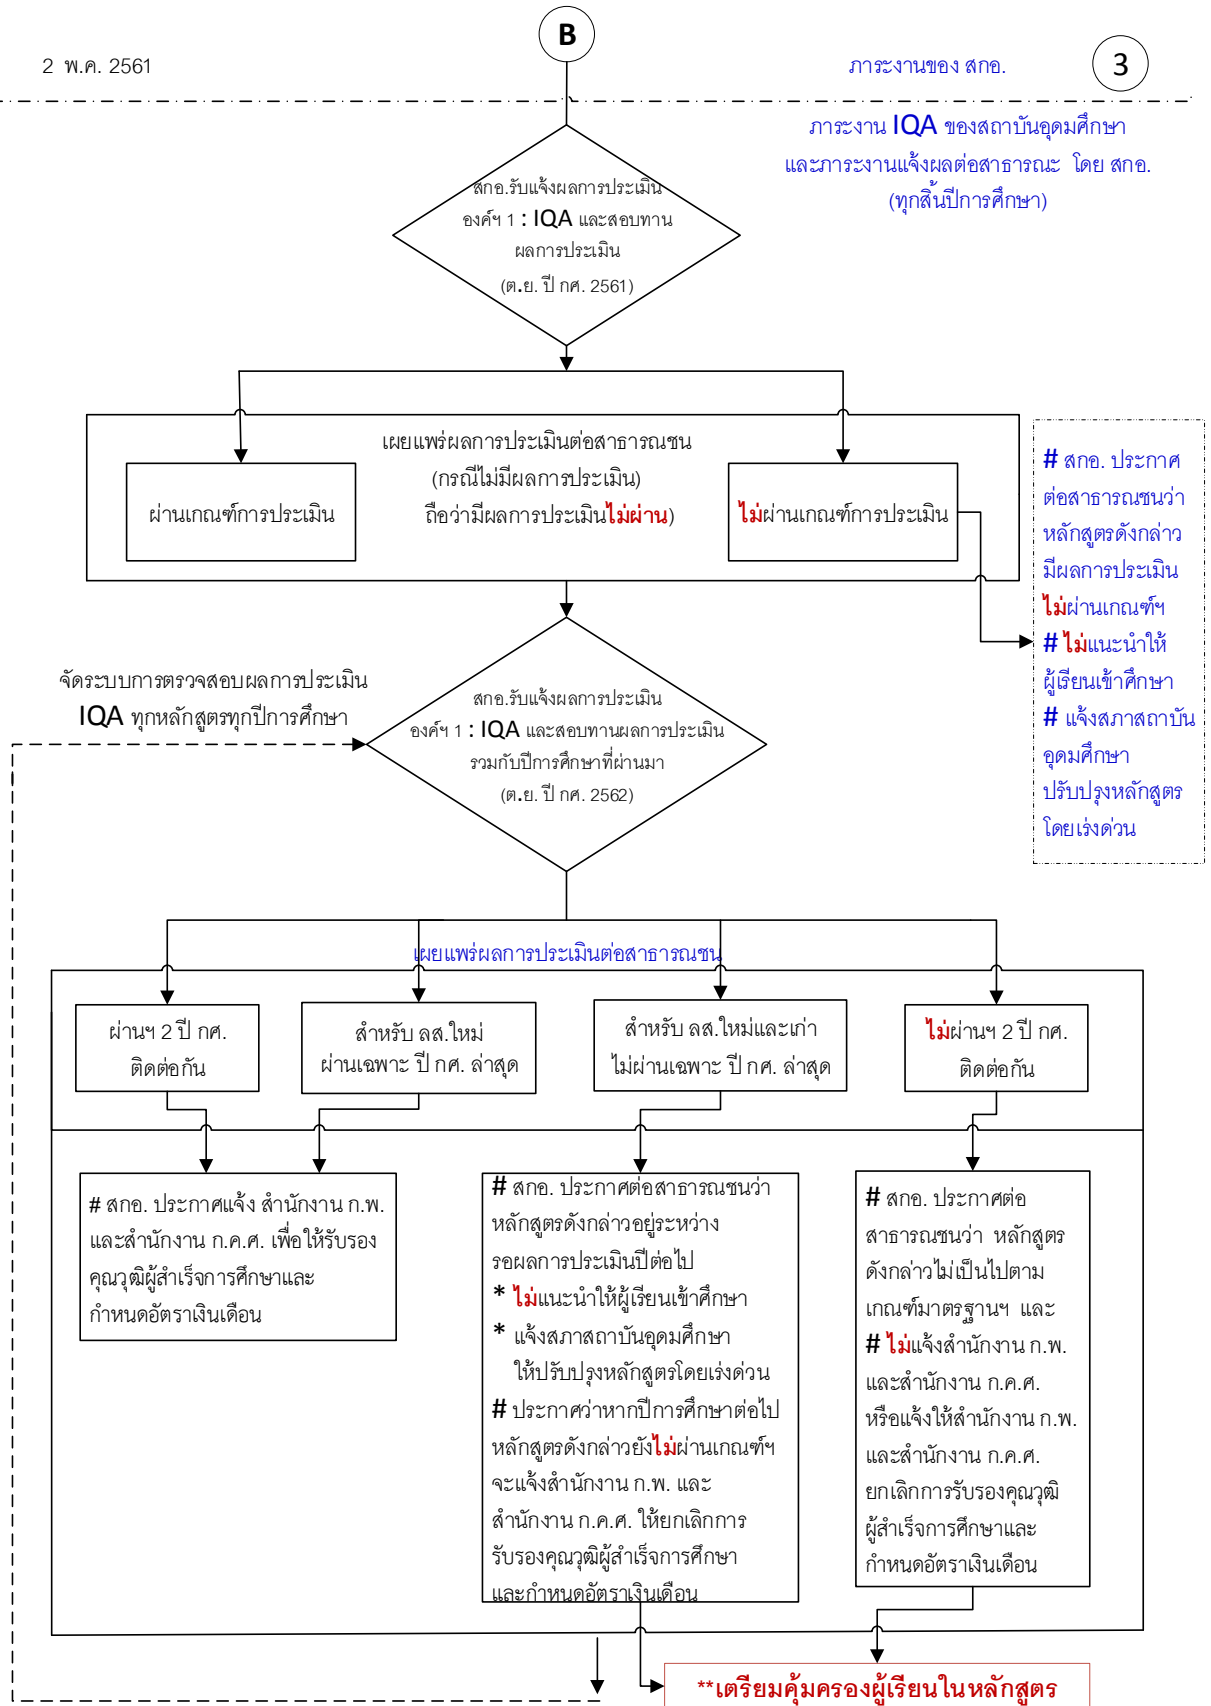 B
2 พ.ค. 2561
ภาระงานของ สกอ.
3
ภาระงาน IQA ของสถาบันอุดมศึกษา
และภาระงานแจ้งผลต่อสาธารณะ โดย สกอ.
(ทุกสิ้นปีการศึกษา)
สกอ.รับแจ้งผลการประเมิน
องค์ฯ 1 : IQA และสอบทาน
ผลการประเมิน
(ต.ย. ปี กศ. 2561)
เผยแพร่ผลการประเมินต่อสาธารณชน
(กรณีไม่มีผลการประเมิน)
ถือว่ามีผลการประเมินไม่ผ่าน)
ผ่านเกณฑ์การประเมิน
ไม่ผ่านเกณฑ์การประเมิน
# สกอ. ประกาศ
ต่อสาธารณชนว่า
หลักสูตรดังกล่าว
มีผลการประเมิน
ไม่ผ่านเกณฑ์ฯ
# ไม่แนะนำให้
ผู้เรียนเข้าศึกษา
# แจ้งสภาสถาบัน
อุดมศึกษา
ปรับปรุงหลักสูตร
โดยเร่งด่วน
จัดระบบการตรวจสอบผลการประเมิน
IQA ทุกหลักสูตรทุกปีการศึกษา
สกอ.รับแจ้งผลการประเมิน
องค์ฯ 1 : IQA และสอบทานผลการประเมิน
รวมกับปีการศึกษาที่ผ่านมา
(ต.ย. ปี กศ. 2562)
เผยแพร่ผลการประเมินต่อสาธารณชน
ผ่านฯ 2 ปี กศ.
ติดต่อกัน
สำหรับ ลส.ใหม่
ผ่านเฉพาะ ปี กศ. ล่าสุด
สำหรับ ลส.ใหม่และเก่า
ไม่ผ่านเฉพาะ ปี กศ. ล่าสุด
ไม่ผ่านฯ 2 ปี กศ.
ติดต่อกัน
# สกอ. ประกาศแจ้ง สำนักงาน ก.พ.
และสำนักงาน ก.ค.ศ. เพื่อให้รับรอง
คุณวุฒิผู้สำเร็จการศึกษาและ
กำหนดอัตราเงินเดือน
# สกอ. ประกาศต่อสาธารณชนว่า
หลักสูตรดังกล่าวอยู่ระหว่าง
รอผลการประเมินปีต่อไป
* ไม่แนะนำให้ผู้เรียนเข้าศึกษา
* แจ้งสภาสถาบันอุดมศึกษา
ให้ปรับปรุงหลักสูตรโดยเร่งด่วน
# ประกาศว่าหากปีการศึกษาต่อไป
หลักสูตรดังกล่าวยังไม่ผ่านเกณฑ์ฯ
จะแจ้งสำนักงาน ก.พ. และ
สำนักงาน ก.ค.ศ. ให้ยกเลิกการ
รับรองคุณวุฒิผู้สำเร็จการศึกษา
และกำหนดอัตราเงินเดือน
# สกอ. ประกาศต่อ
สาธารณชนว่า หลักสูตร
ดังกล่าวไม่เป็นไปตาม
เกณฑ์มาตรฐานฯ และ
# ไม่แจ้งสำนักงาน ก.พ.
และสำนักงาน ก.ค.ศ.
หรือแจ้งให้สำนักงาน ก.พ.
และสำนักงาน ก.ค.ศ.
ยกเลิกการรับรองคุณวุฒิ
ผู้สำเร็จการศึกษาและ
กำหนดอัตราเงินเดือน
**เตรียมคุ้มครองผู้เรียนในหลักสูตร